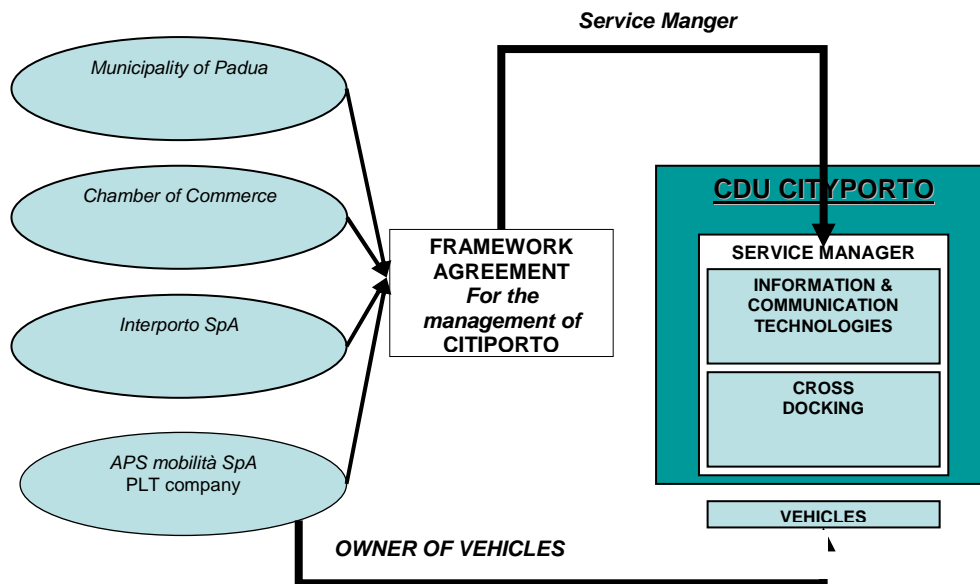 Service Manger
Municipality of Padua
Chamber of Commerce
Interporto SpA
APS mobilità SpA
PLT company
FRAMEWORK
AGREEMENT
For the
management of
CITIPORTO
CDU CITYPORTO
SERVICE MANAGER
INFORMATION &
COMMUNICATION
TECHNOLOGIES
CROSS
DOCKING
VEHICLES
OWNER OF VEHICLES